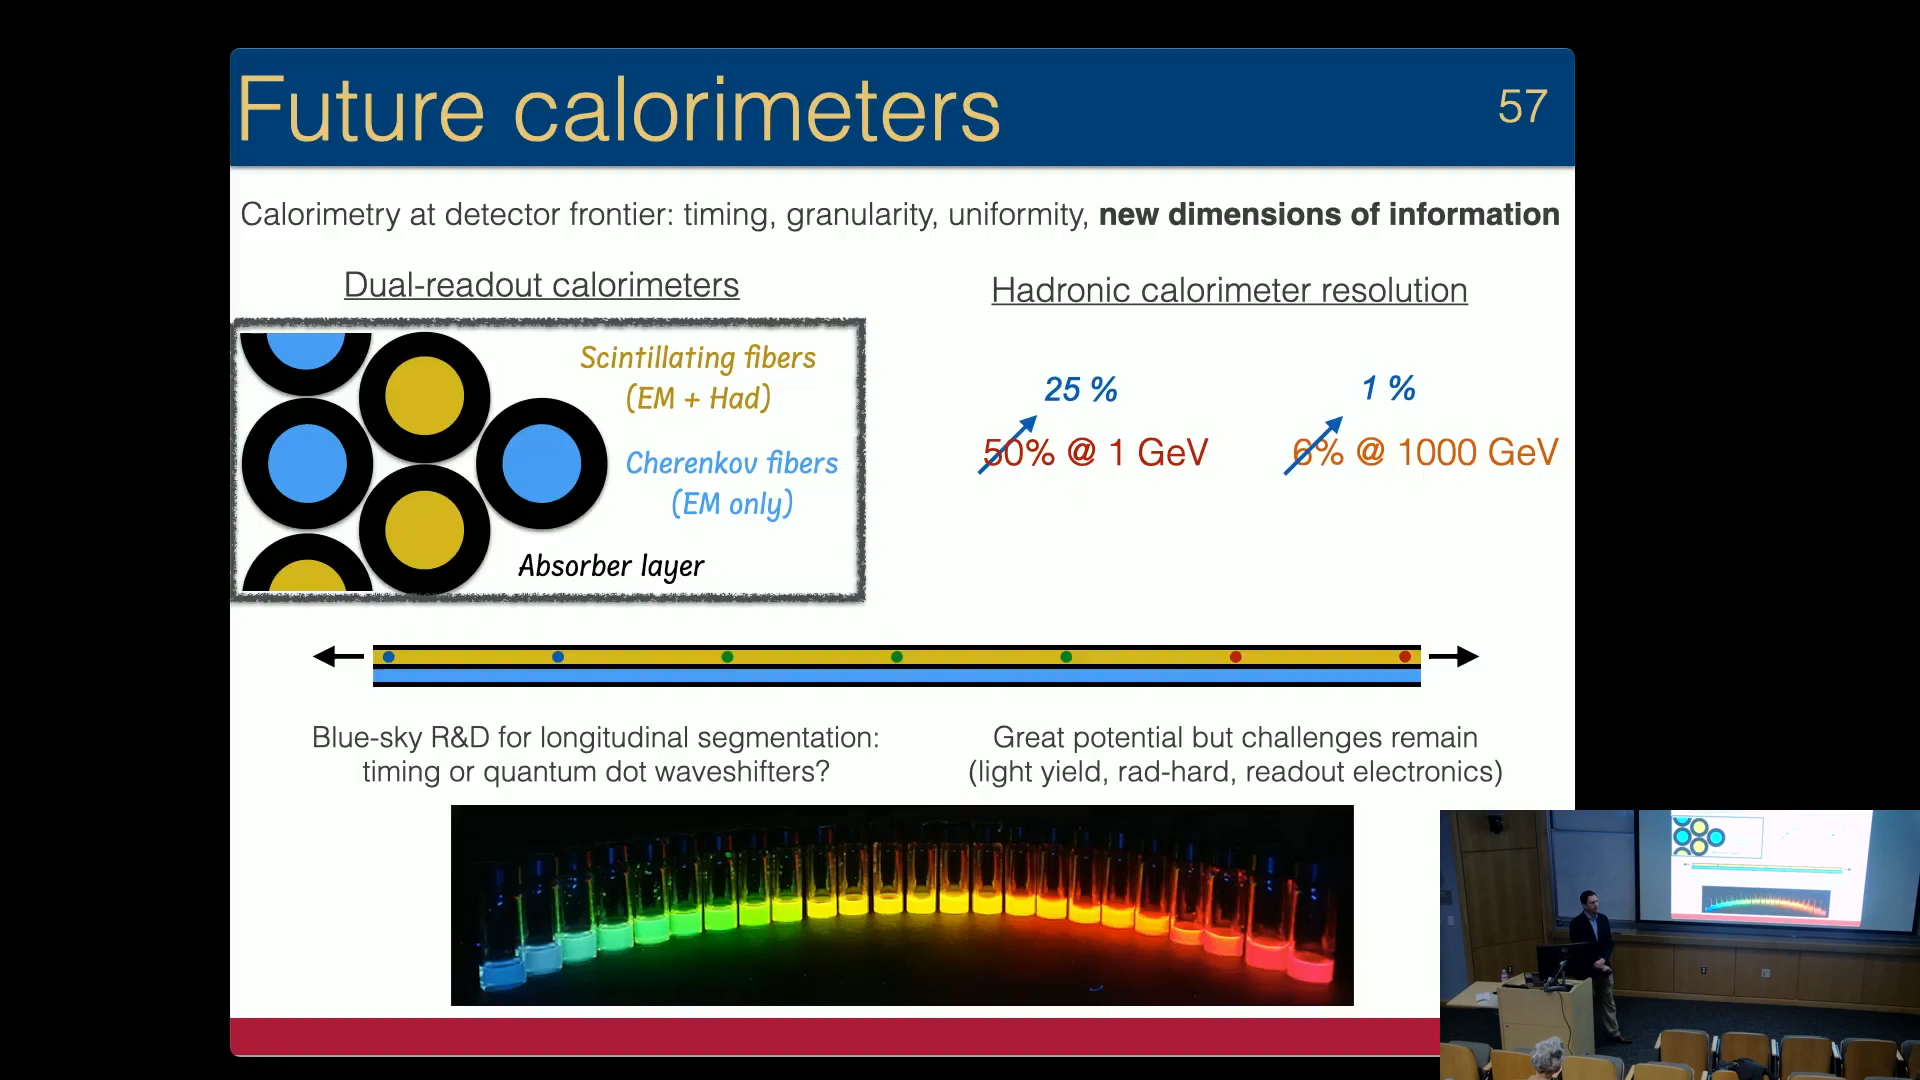 Future calorimeters
57
Calorimetry at detector frontier: timing, granularity, uniformity, new dimensions of information
Dual-readout calorimeters
Scintillating fibers
(EM + Had)
Cherenkov fibers
(EM only)
Absorber layer
Hadronic calorimeter resolution
25 %
50% @ 1 GeV
1 %
6% @ 1000 GeV
Blue-sky R&D for longitudinal segmentation:
timing or quantum dot waveshifters?
Great potential but challenges remain
(light yield, rad-hard, readout electronics)